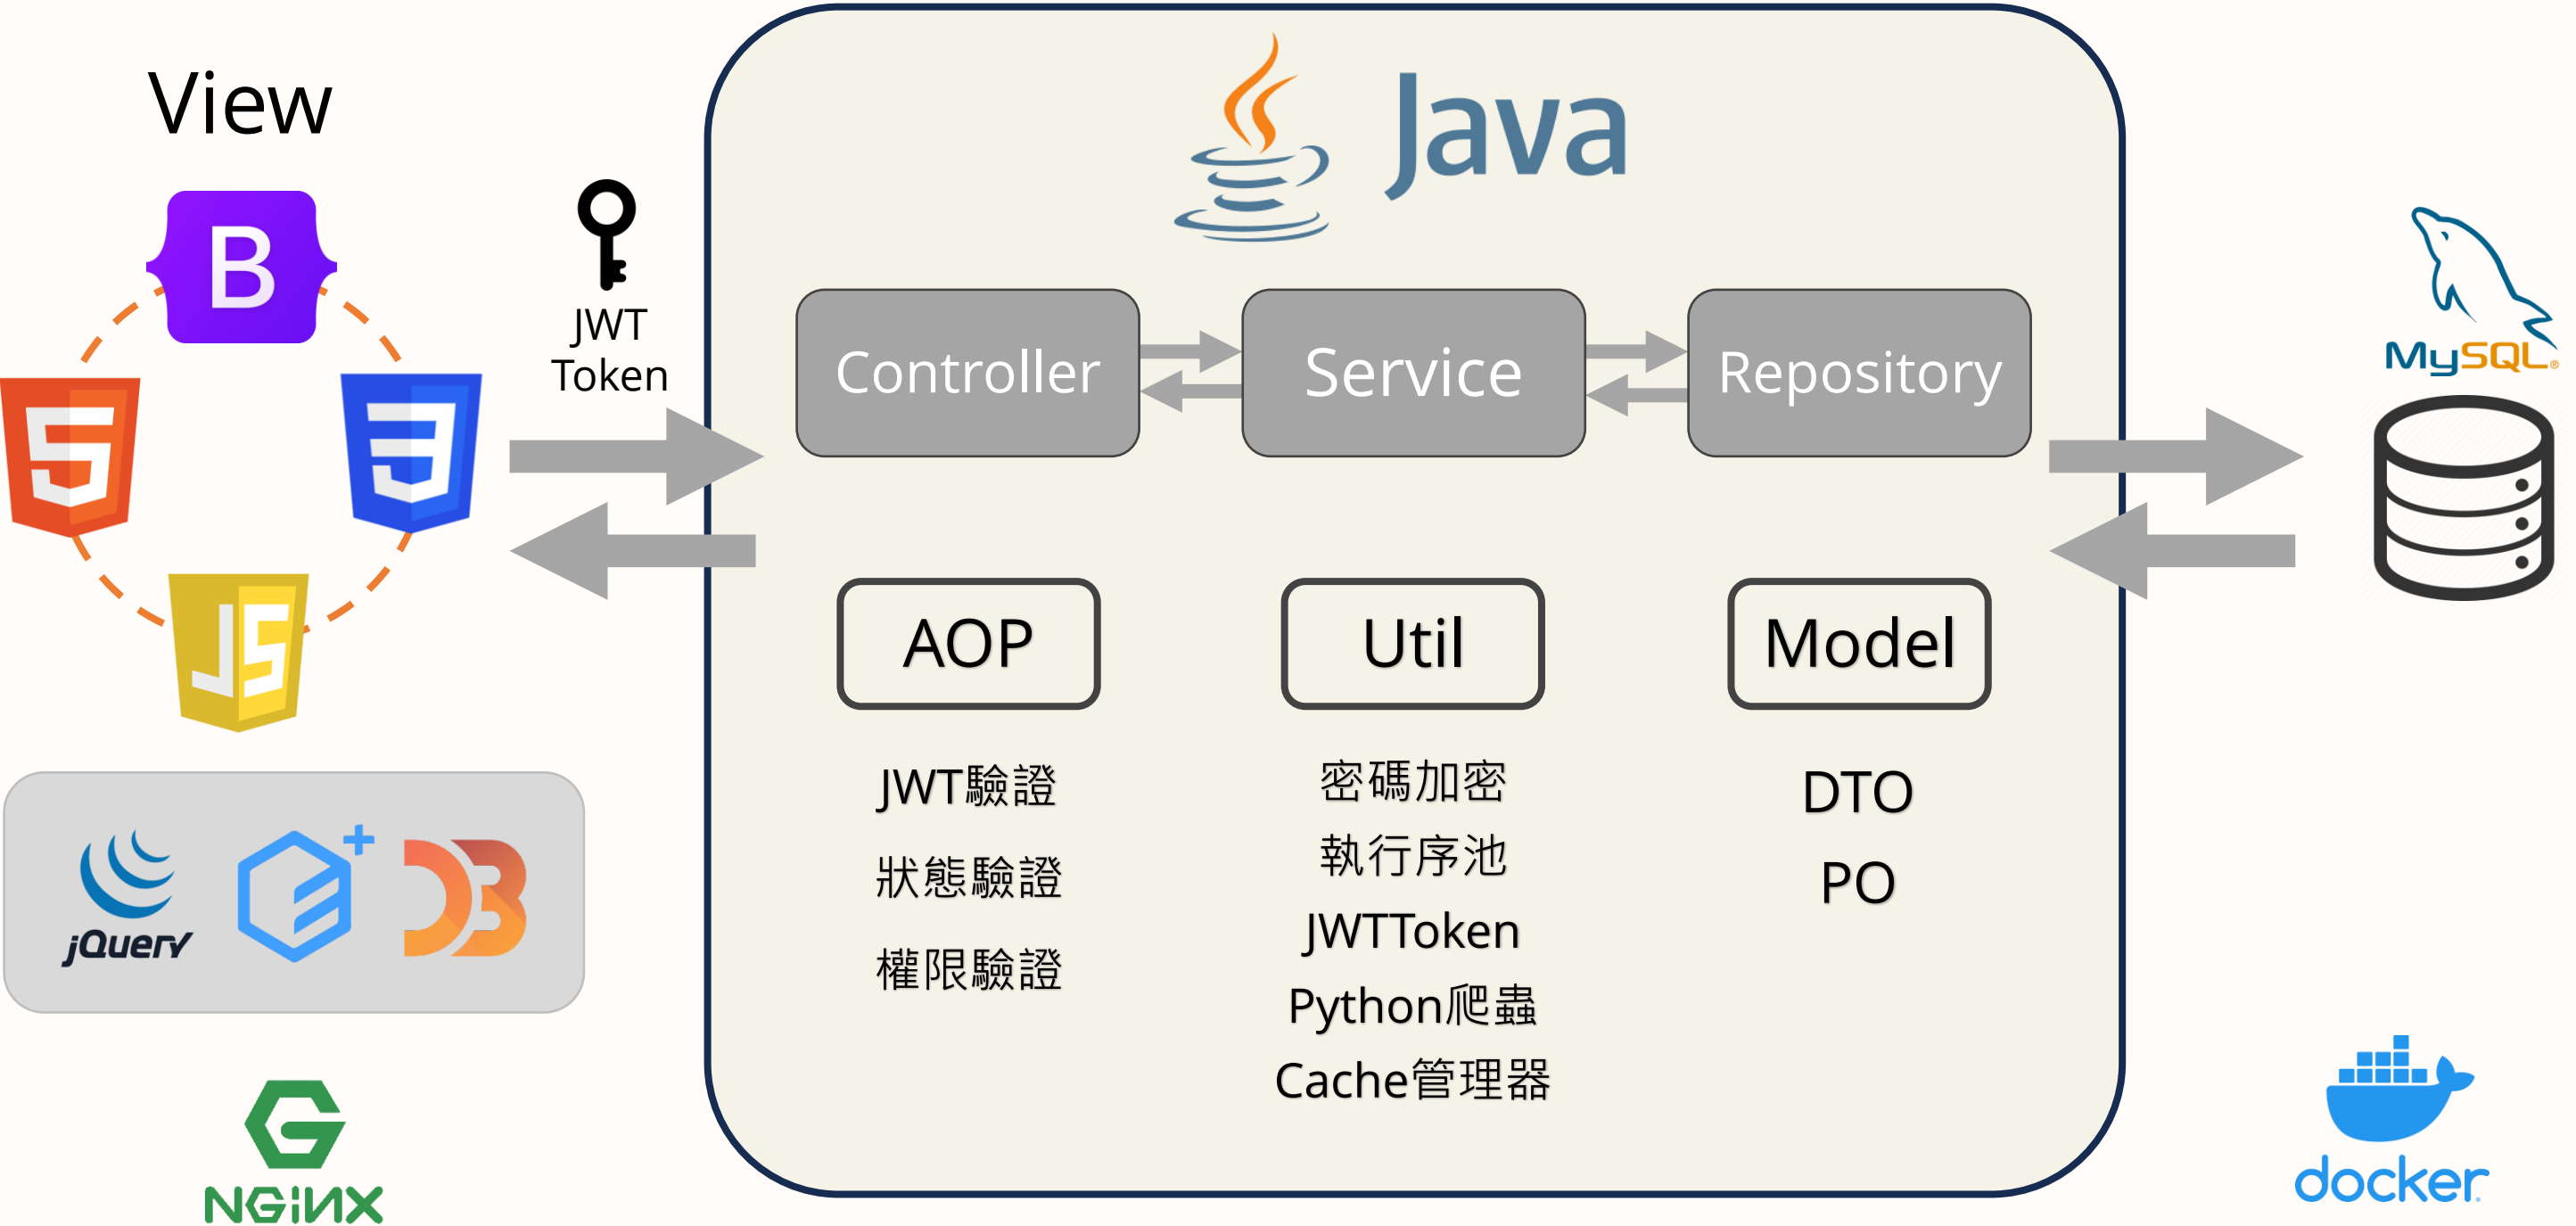 View
B
5
3
JS
jQuery
D3
NGiNX
JWT
Token
Java
Controller
Service
Repository
AOP
JWT驗證
狀態驗證
權限驗證
Util
密碼加密
執行序池
JWTToken
Python爬蟲
Cache管理器
Model
DTO
PO
MySQL®
docker